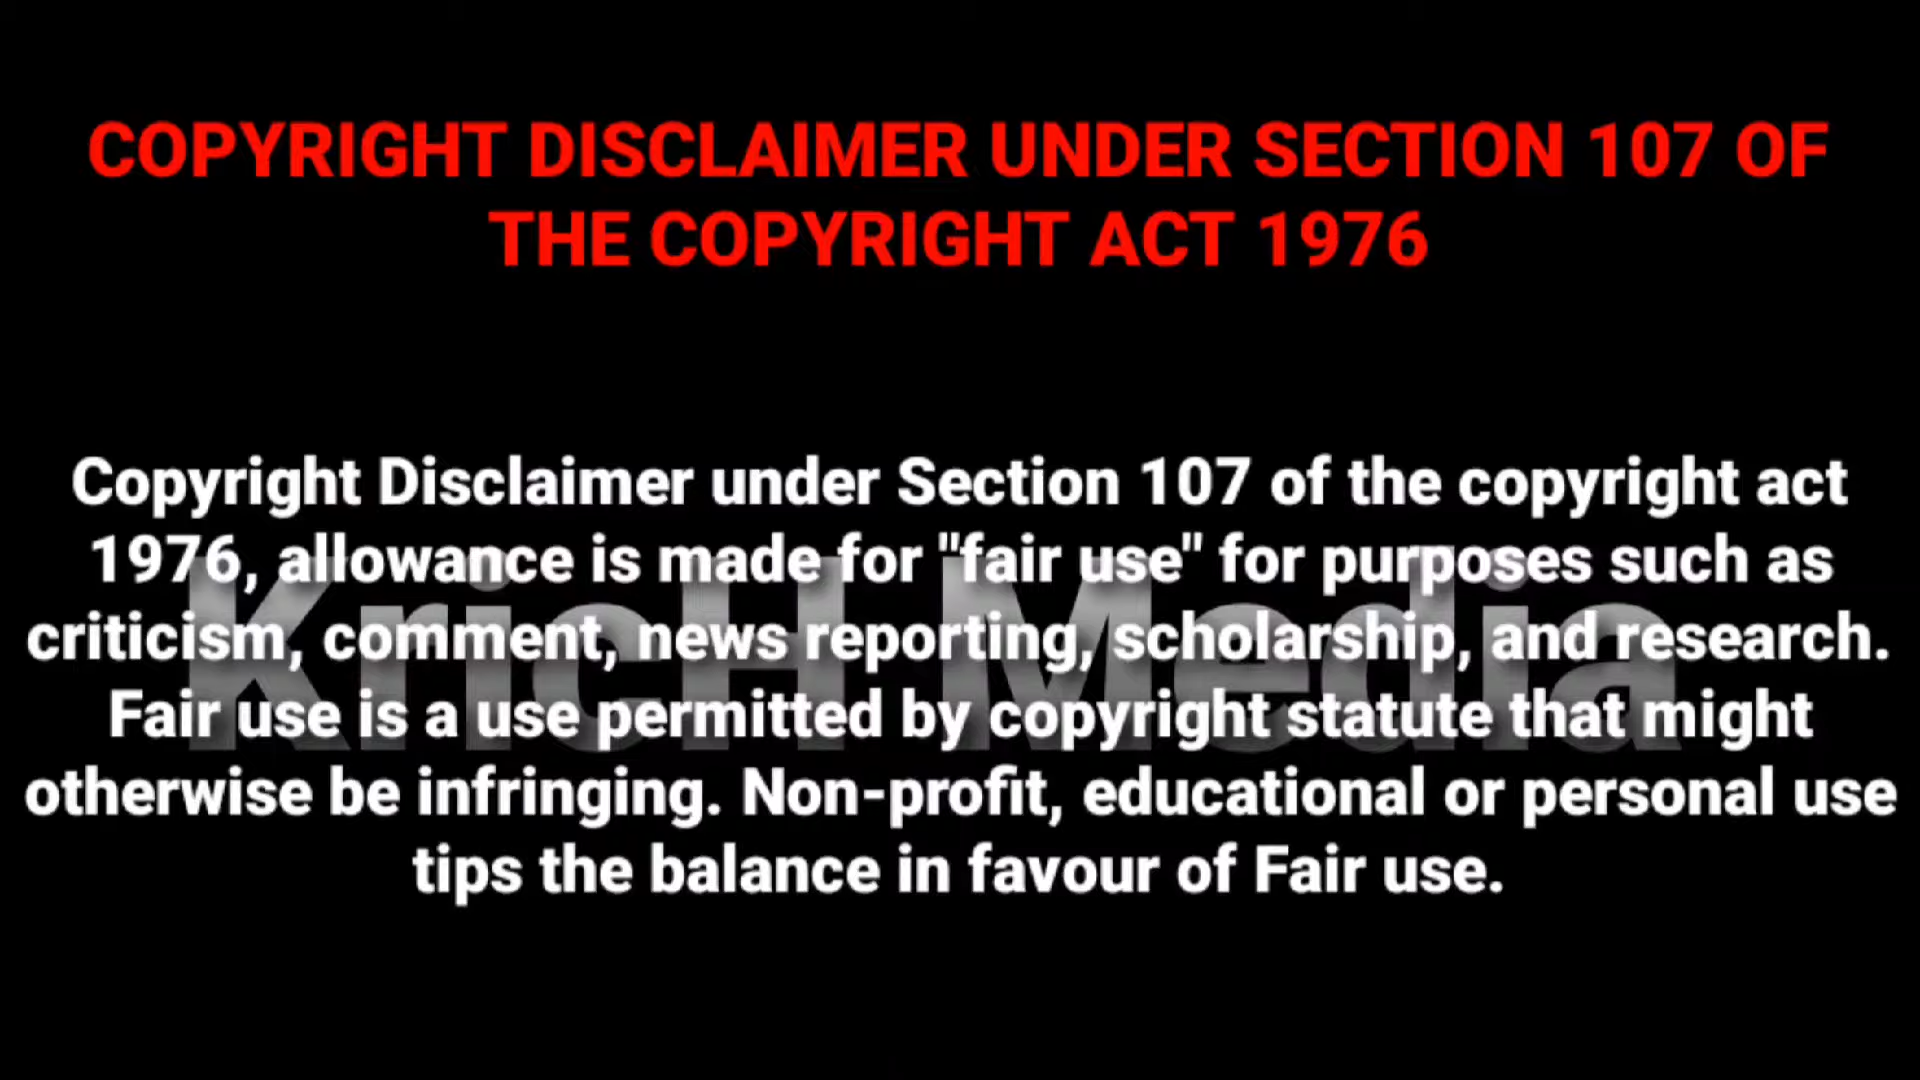 COPYRIGHT DISCLAIMER UNDER SECTION 107 OF
THE COPYRIGHT ACT 1976
Copyright Disclaimer under Section 107 of the copyright act
1976, allowance is made for "fair use" for purposes such as
criticism, comment, news reporting, scholarship, and research.
Fair use is a use permitted by copyright statute that might
otherwise be infringing. Non-profit, educational or personal use
tips the balance in favour of Fair use.
KricH Media